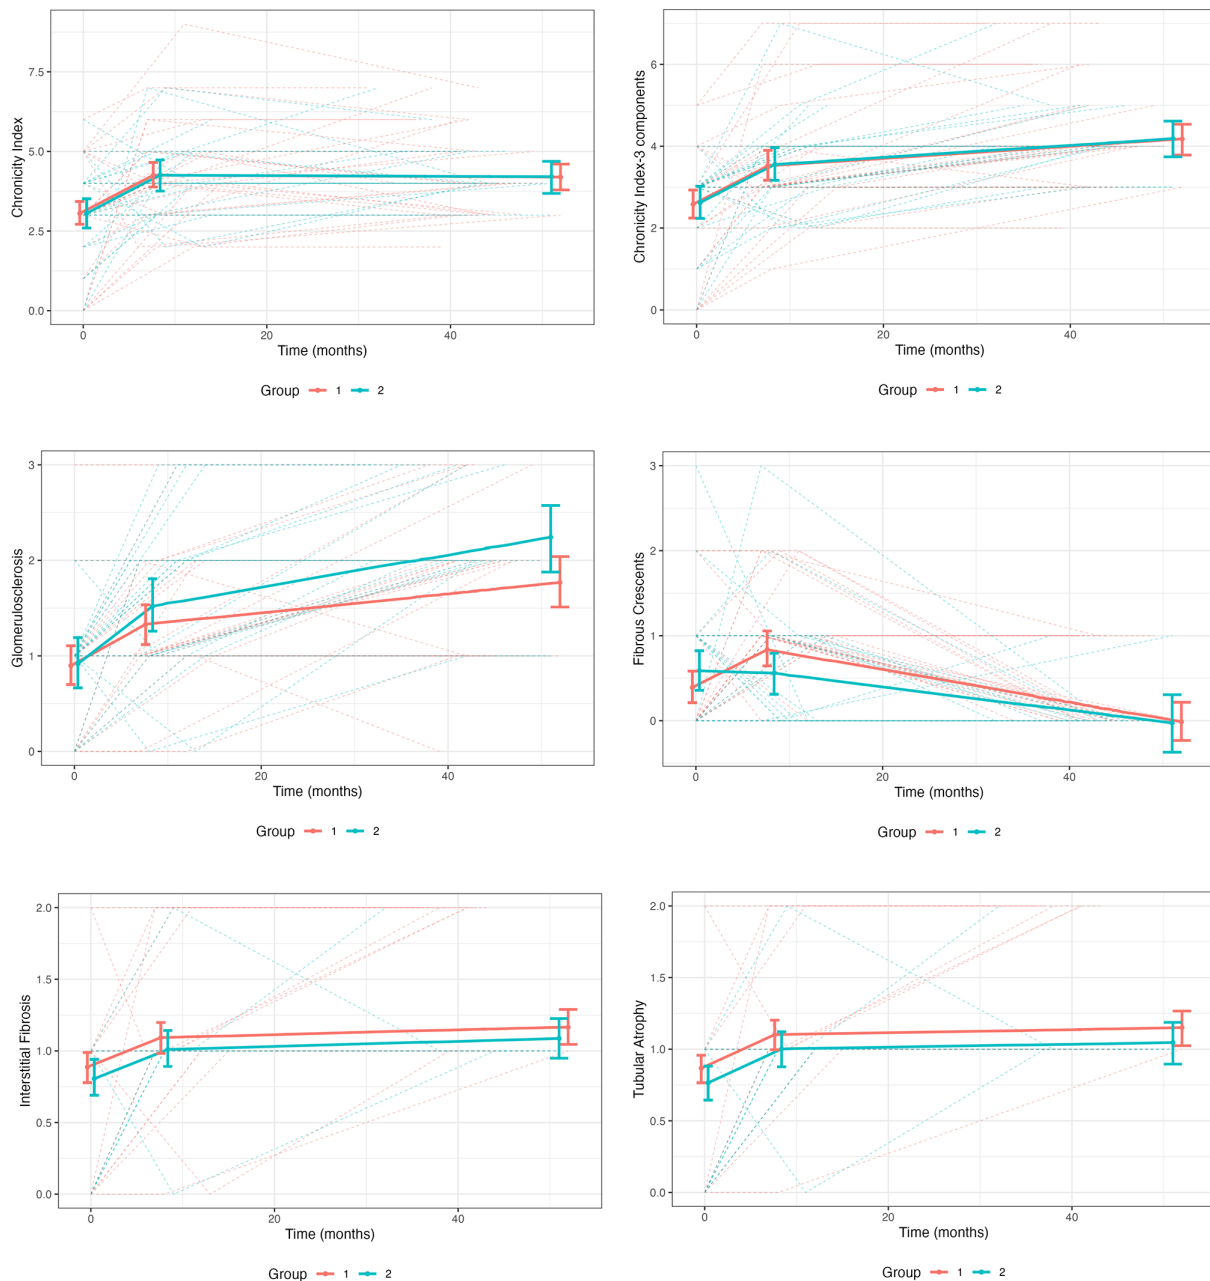 Chronicity Index
7.5
5.0
2.5
0.0
0 20 40
Time (months)
Group 1 2
Chronicity Index-3 components
6
4
2
0
0 20 40
Time (months)
Group 1 2
Glomerulosclerosis
3
2
1
0
0 20 40
Time (months)
Group 1 2
Fibrous Crescents
3
2
1
0
0 20 40
Time (months)
Group 1 2
Interstitial Fibrosis
2.0
1.5
1.0
0.5
0.0
0 20 40
Time (months)
Group 1 2
Tubular Atrophy
2.0
1.5
1.0
0.5
0.0
0 20 40
Time (months)
Group 1 2